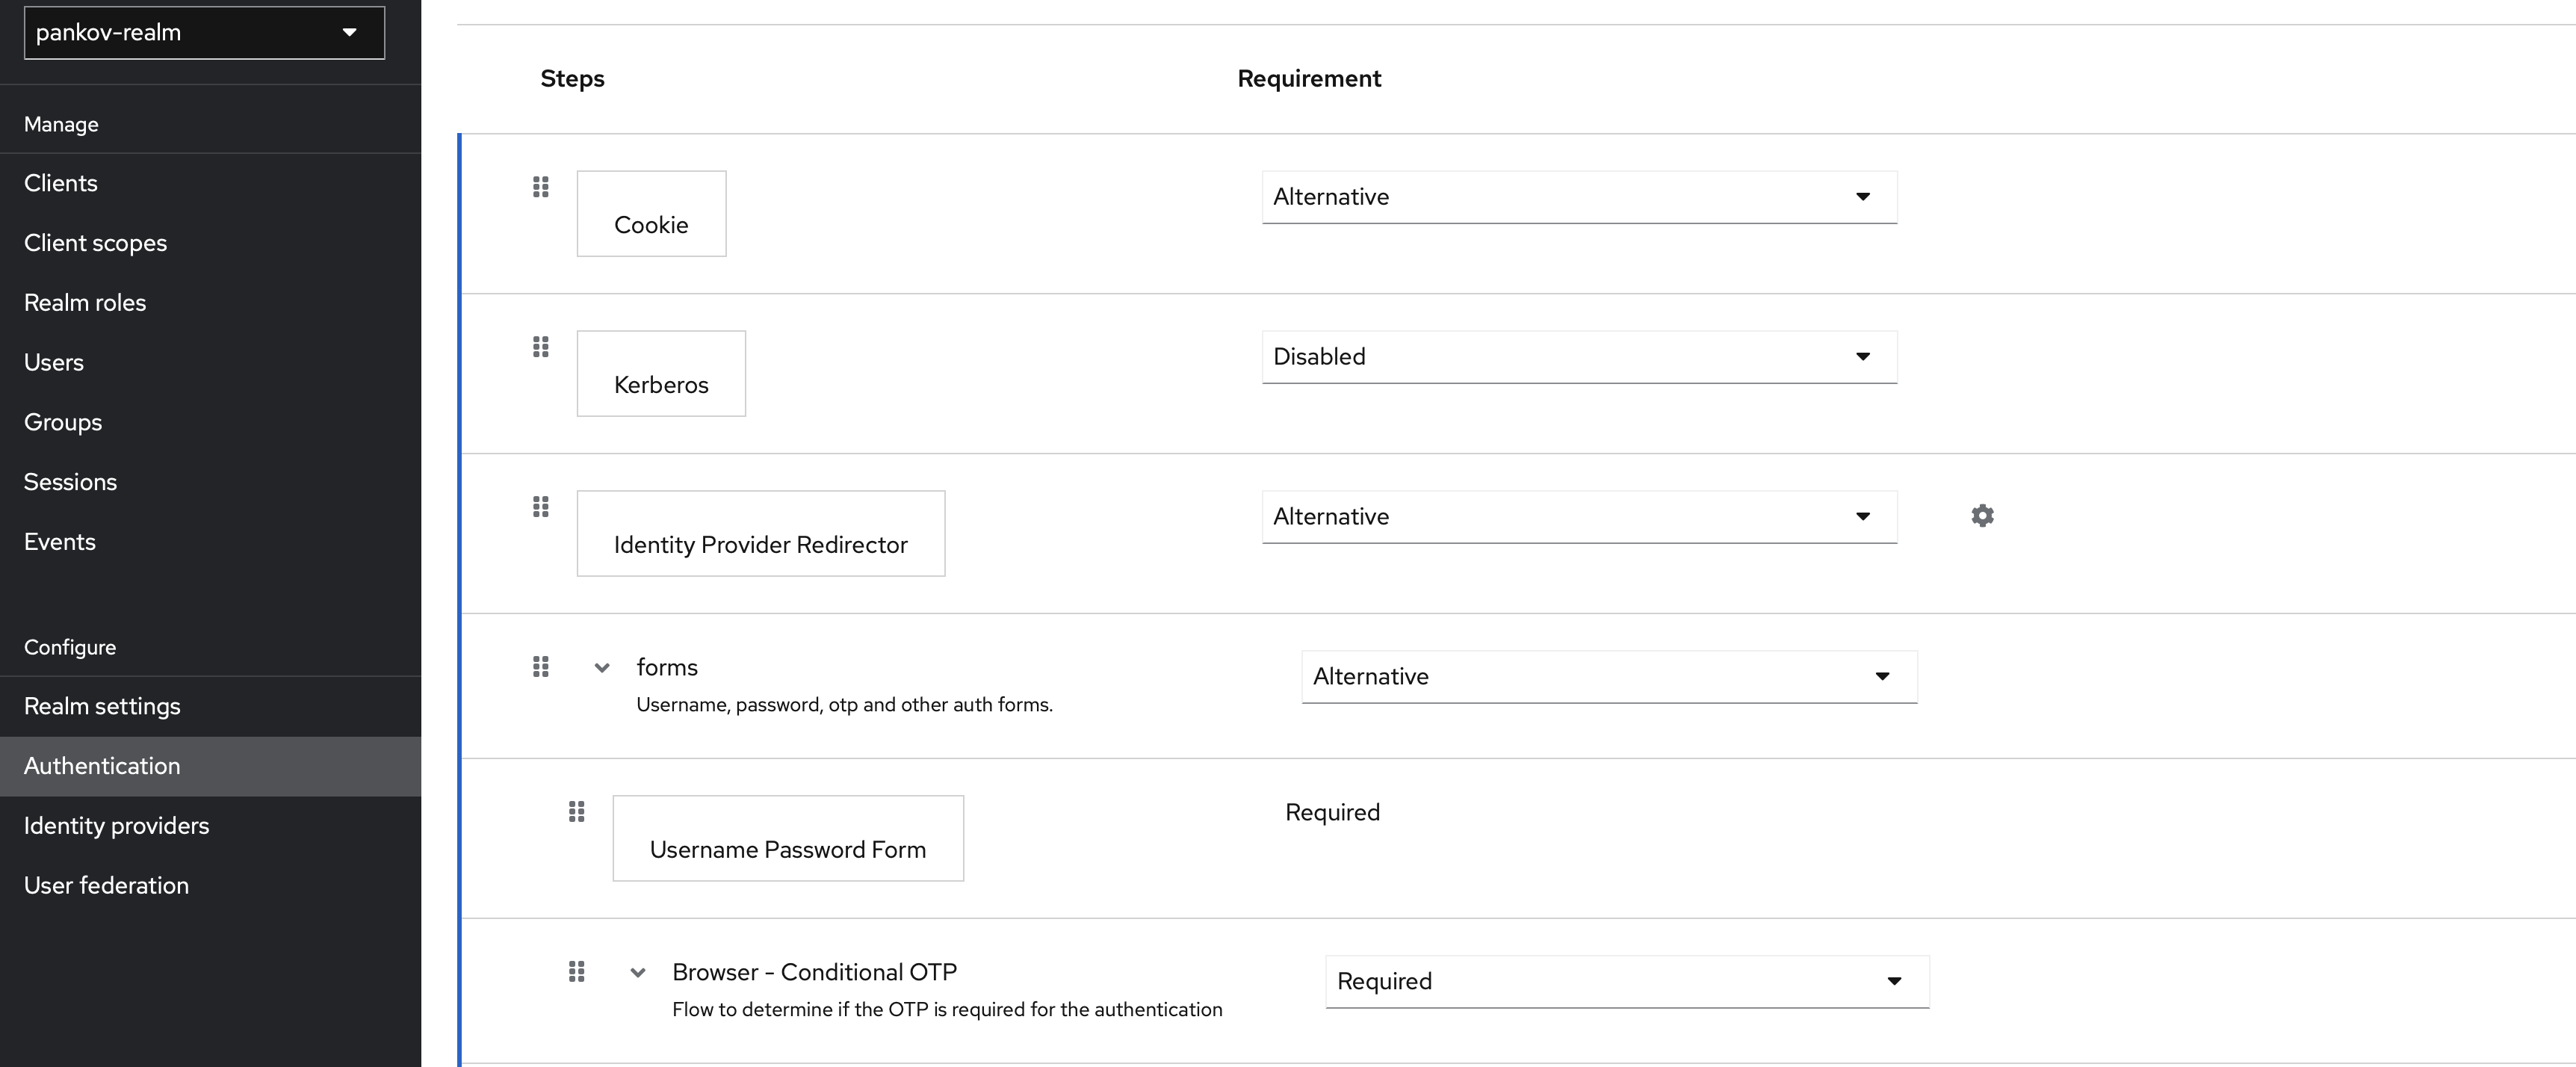 pankov-realm
Manage
Clients
Client scopes
Realm roles
Users
Groups
Sessions
Events
Configure
Realm settings
Authentication
Identity providers
User federation
Steps Requirement
Cookie Alternative
Kerberos Disabled
Identity Provider Redirector Alternative
forms Alternative
Username, password, otp and other auth forms.
Username Password Form Required
Browser - Conditional OTP Required
Flow to determine if the OTP is required for the authentication